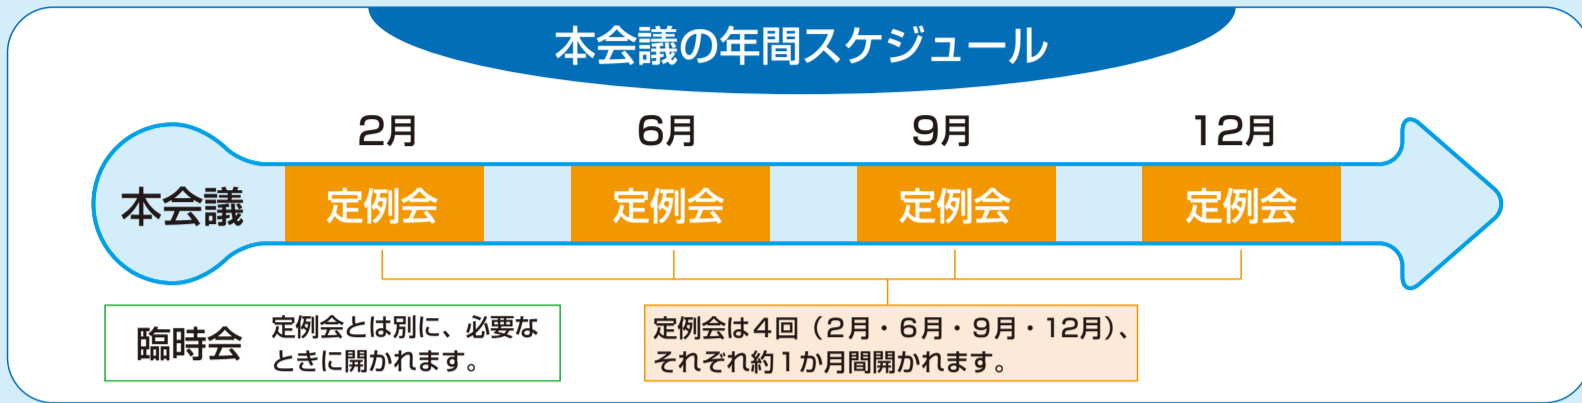 本会議の年間スケジュール
2月
6月
9月
12月
本会議
定例会
定例会
定例会
定例会
臨時会
定例会とは別に、必要な
ときに開かれます。
定例会は4回（2月・6月・9月・12月）、
それぞれ約1か月間開かれます。